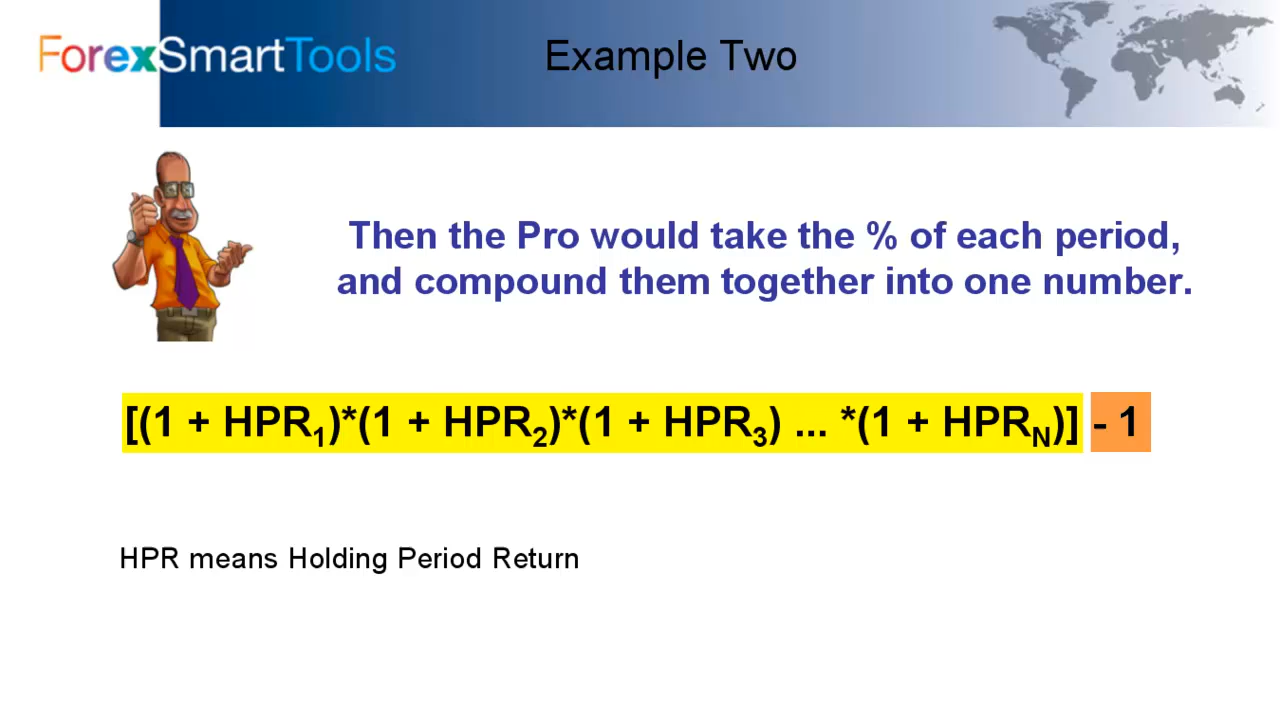 ForexSmartTools
Example Two
Then the Pro would take the % of each period,
and compound them together into one number.
[(1 + HPR₁)*(1 + HPR₂)*(1 + HPR₃) ... *(1 + HPR_N)] - 1
HPR means Holding Period Return